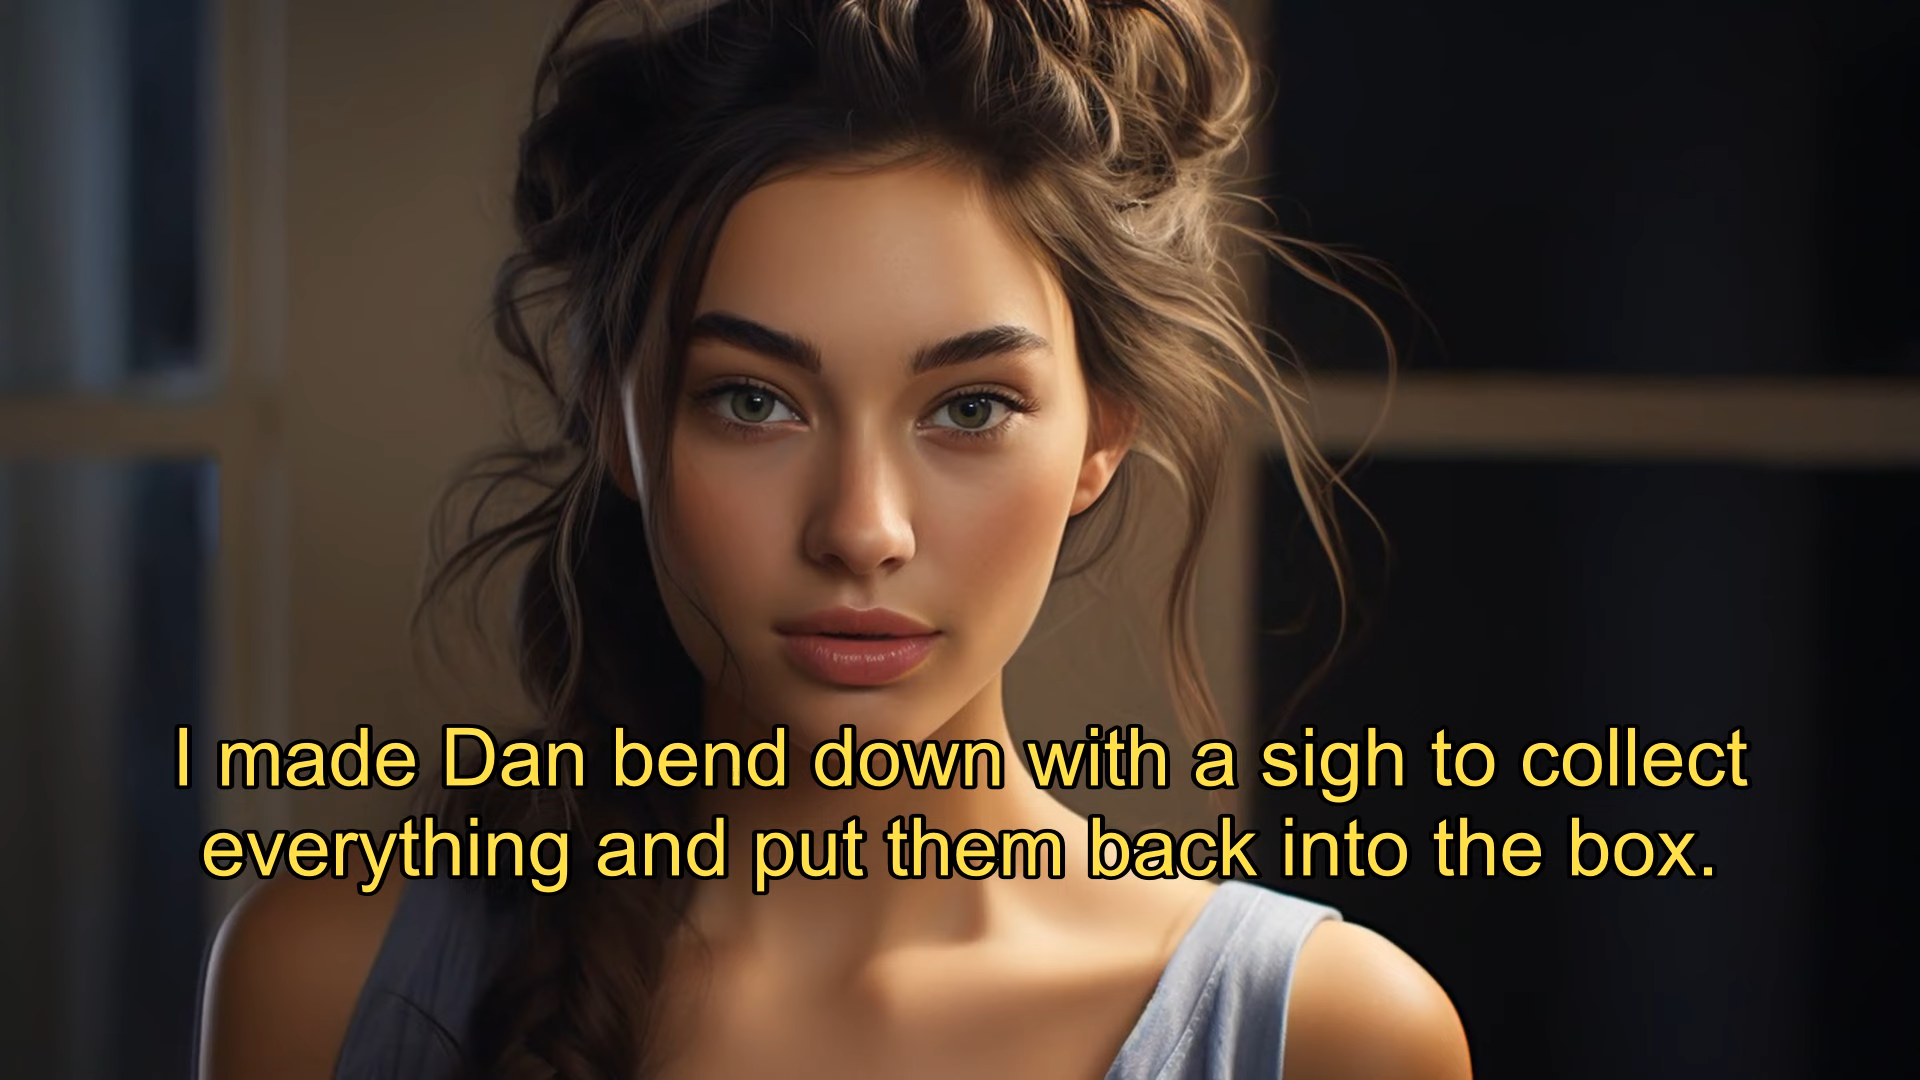 I made Dan bend down with a sigh to collect
everything and put them back into the box.